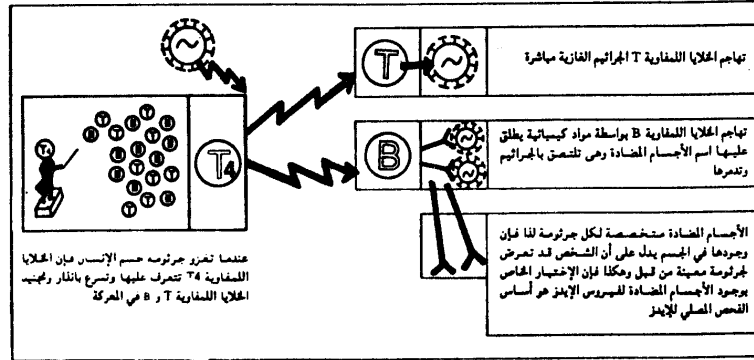 تهاجم الخلايا اللمفاوية T الجراثيم الغازية مباشرة
T
تهاجم الخلايا اللمفاوية B بواسطة مواد كيميائية يطلق
عليها اسم الأجسام المضادة وهى تلتصق بالجراثيم
وتدمرها
B
T4
الأجسام المضادة متخصصة لكل جرثومة لذا فإن
وجودها في الجسم يدل على أن الشخص قد تعرض
لجرثومة معينة من قبل وهكذا فإن الإختبار الخاص
بوجود الأجسام المضادة لفيروس الإيدز هو أساس
الفحص المصلي للإيدز
عندما تغزو جرثومة جسم الإنسان فإن الخلايا
اللمفاوية T4 تتعرف عليها وتسرع بانذار وتجنيد
الخلايا اللمفاوية T و B في المعركة